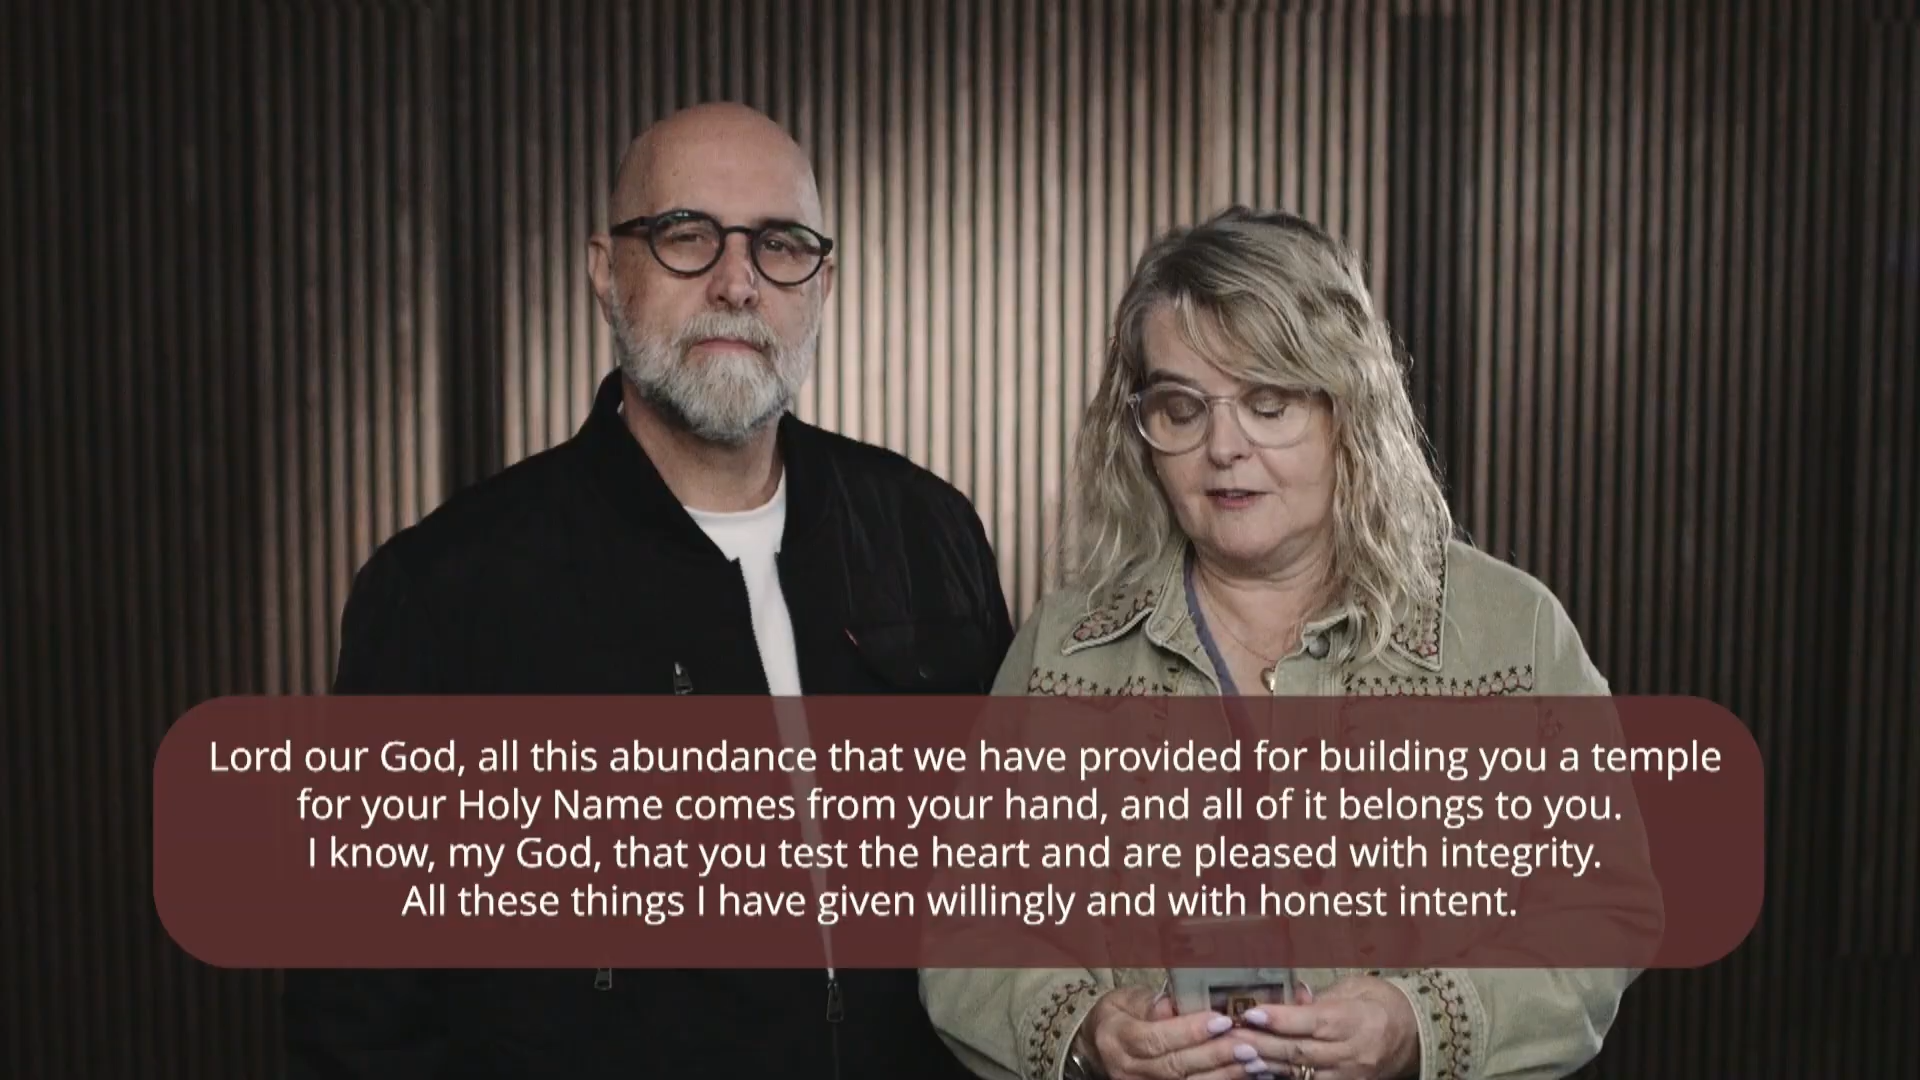 Lord our God, all this abundance that we have provided for building you a temple
for your Holy Name comes from your hand, and all of it belongs to you.
I know, my God, that you test the heart and are pleased with integrity.
All these things I have given willingly and with honest intent.